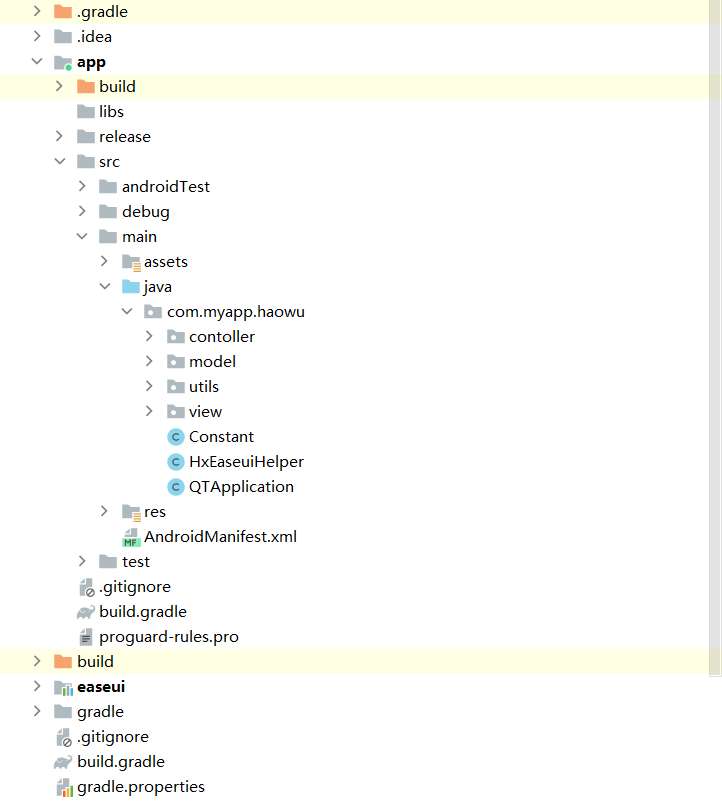 .gradle
.idea
app
build
libs
release
src
androidTest
debug
main
assets
java
com.myapp.haowu
contoller
model
utils
view
C Constant
C HxEaseuiHelper
C QTApplication
res
MF AndroidManifest.xml
test
.gitignore
build.gradle
proguard-rules.pro
build
easeui
gradle
.gitignore
build.gradle
gradle.properties